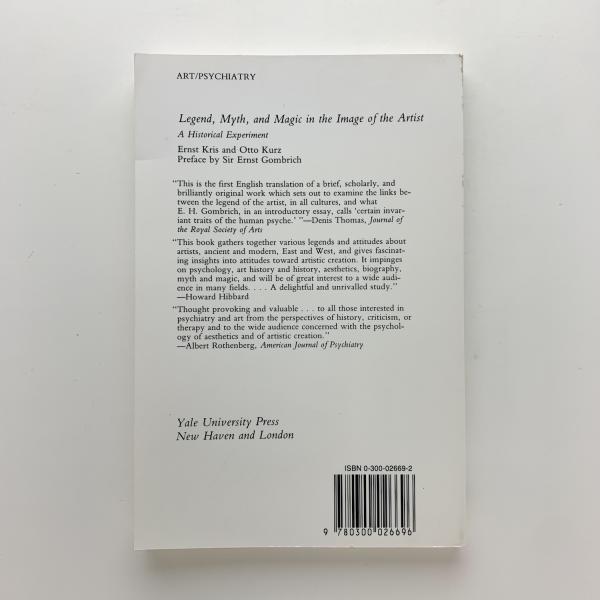 ART/PSYCHIATRY
Legend, Myth, and Magic in the Image of the Artist
A Historical Experiment
Ernst Kris and Otto Kurz
Preface by Sir Ernst Gombrich
“This is the first English translation of a brief, scholarly, and
brilliantly original work which sets out to examine the links be-
tween the legend of the artist, in all cultures, and what
E. H. Gombrich, in an introductory essay, calls ‘certain invar-
iant traits of the human psyche.’ ”—Denis Thomas, Journal of
the Royal Society of Arts
“This book gathers together various legends and attitudes about
artists, ancient and modern, East and West, and gives fascinat-
ing insights into attitudes toward artistic creation. It impinges
on psychology, art history and history, aesthetics, biography,
myth and magic, and will be of great interest to a wide audi-
ence in many fields. . . . A delightful and unrivalled study.”
—Howard Hibbard
“Thought provoking and valuable . . . to all those interested in
psychiatry and art from the perspectives of history, criticism, or
therapy and to the wide audience concerned with the psychol-
ogy of aesthetics and of artistic creation.”
—Albert Rothenberg, American Journal of Psychiatry
Yale University Press
New Haven and London
ISBN 0-300-02669-2
9 780300 026696